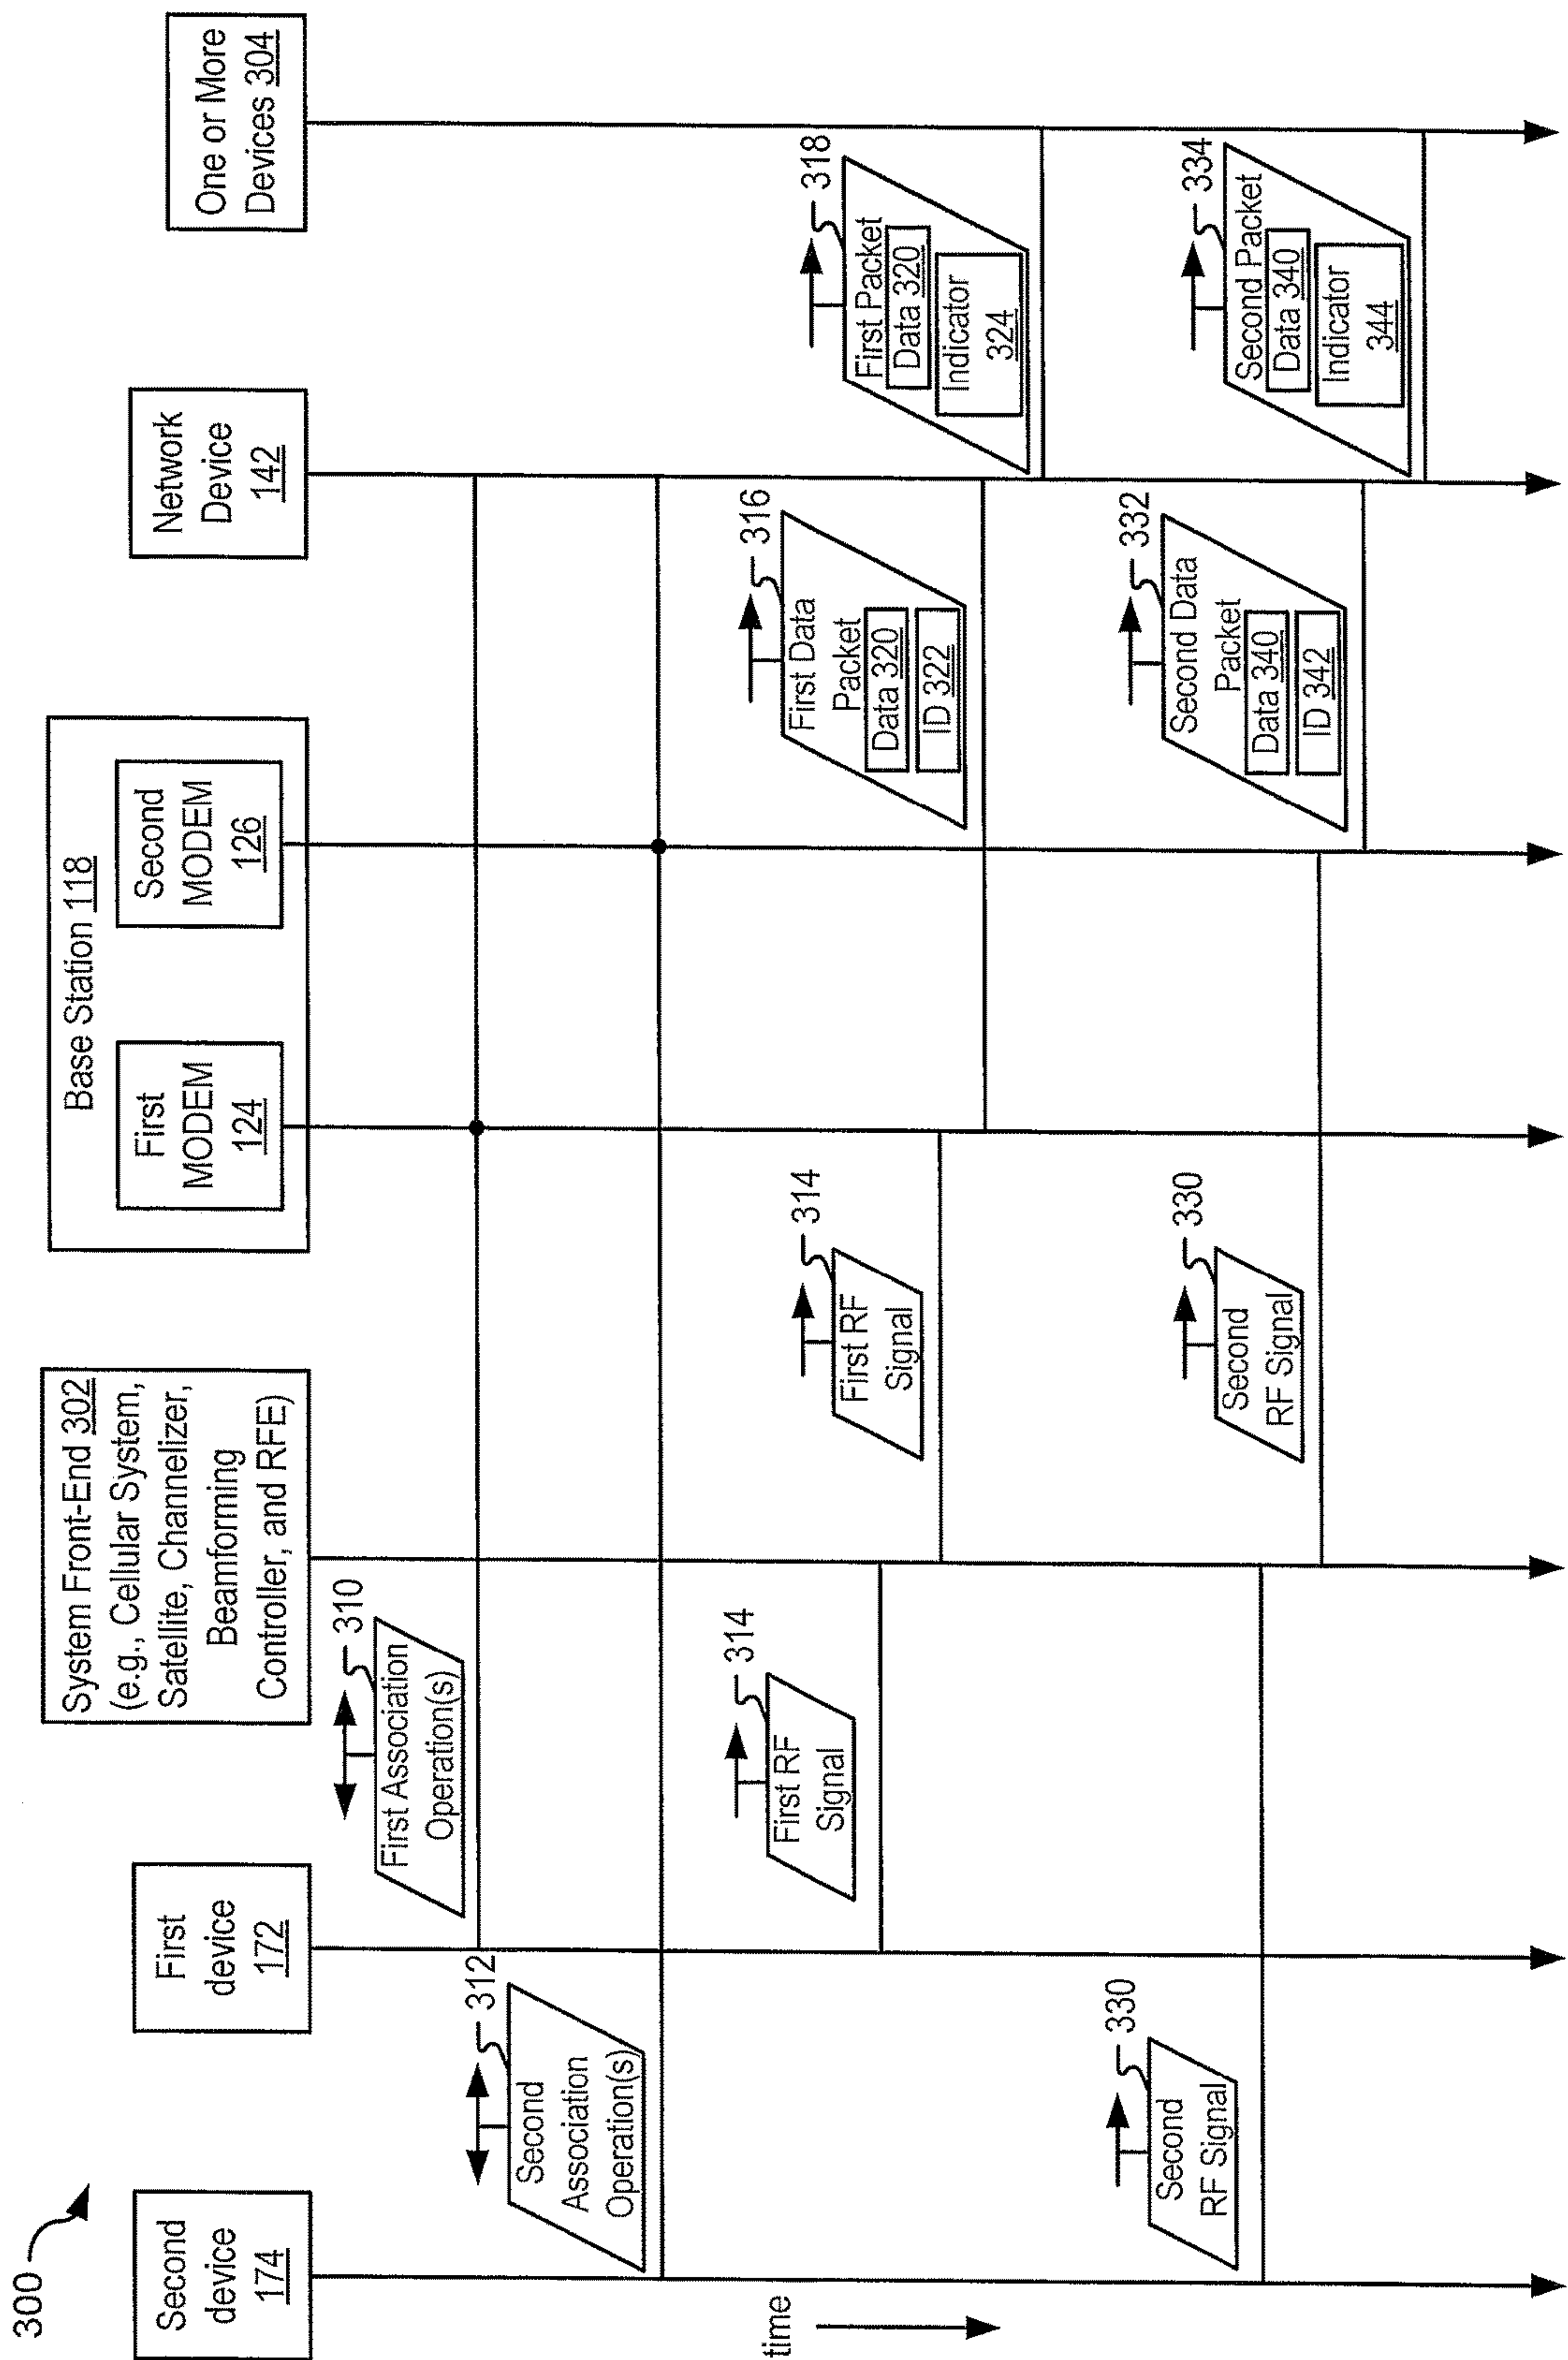 300
Second
device
174
First
device
172
System Front-End 302
(e.g., Cellular System,
Satellite, Channelizer,
Beamforming
Controller, and RFE)
Base Station 118
First
MODEM
124
Second
MODEM
126
Network
Device
142
One or More
Devices 304
310
First Association
Operation(s)
312
Second
Association
Operation(s)
time
314
First RF
Signal
314
First RF
Signal
316
First Data
Packet
Data 320
ID 322
318
First Packet
Data 320
Indicator
324
330
Second
RF Signal
330
Second
RF Signal
332
Second Data
Packet
Data 340
ID 342
334
Second Packet
Data 340
Indicator
344